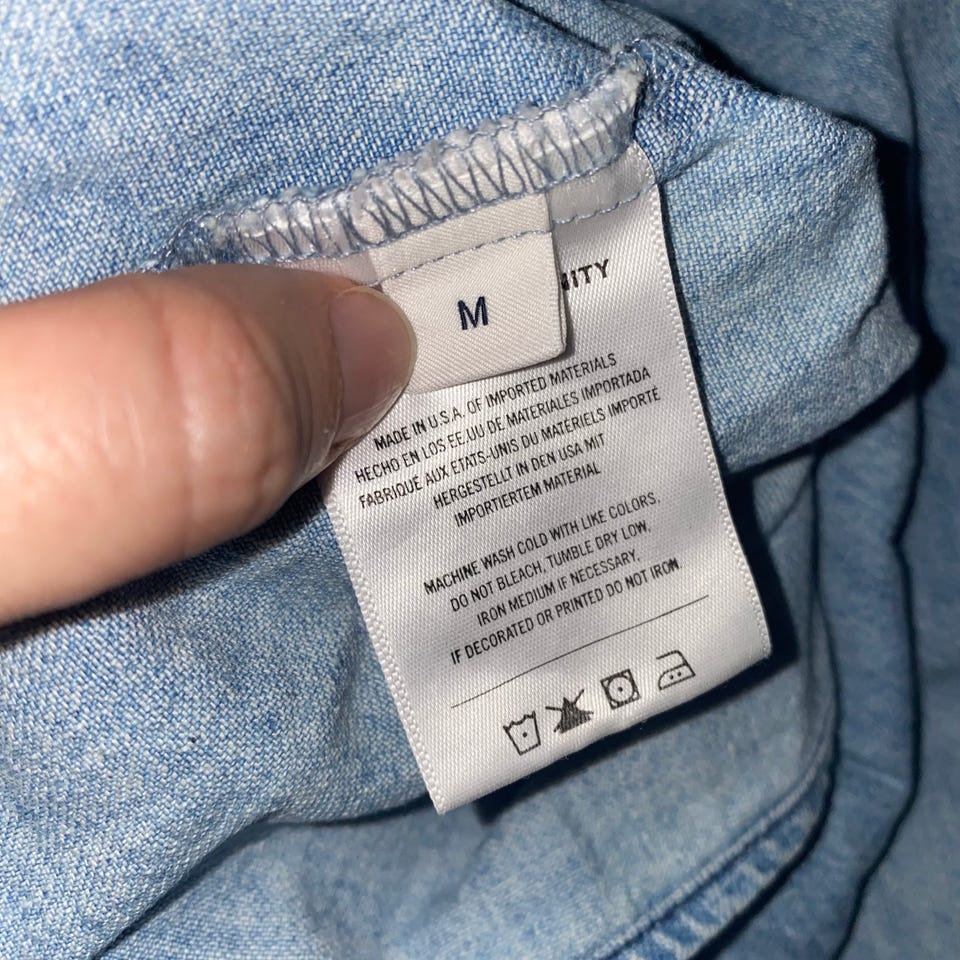 M
NITY
MADE IN U.S.A. OF IMPORTED MATERIALS
HECHO EN LOS EE.UU DE MATERIALES IMPORTADA
FABRIQUÉ AUX ETATS-UNIS DU MATERIELS IMPORTÉ
HERGESTELLT IN DEN USA MIT
IMPORTIERTEM MATERIAL
MACHINE WASH COLD WITH LIKE COLORS,
DO NOT BLEACH, TUMBLE DRY LOW.
IRON MEDIUM IF NECESSARY,
IF DECORATED OR PRINTED DO NOT IRON